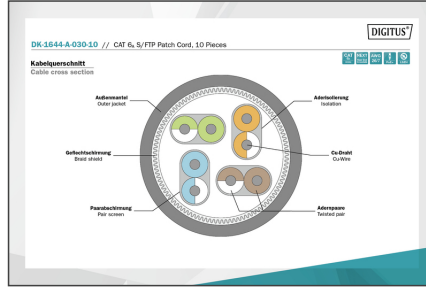 DIGITUS®
DK-1644-A-030-10 // CAT 6A S/FTP Patch Cord, 10 Pieces
Kabelquerschnitt
Cable cross section
Außenmantel
Outer jacket
Aderisolierung
Isolation
Geflechtschirmung
Braid shield
Cu-Draht
Cu-Wire
Paarabschirmung
Pair screen
Adernpaare
Twisted pair